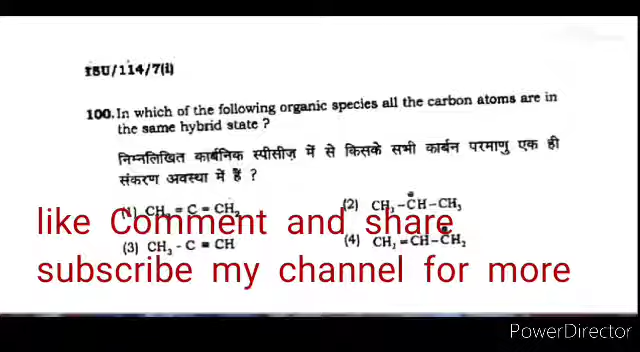 ISU/114/7(i)
100. In which of the following organic species all the carbon atoms are in
the same hybrid state ?
निम्नलिखित कार्बनिक स्पीसीज़ में से किसके सभी कार्बन परमाणु एक ही
संकरण अवस्था में हैं ?
(1) CH₂ = C = CH₂ (2) CH₃ –CH–CH₃
like Comment and share
(3) CH₃ - C ≡ CH (4) CH₂ =CH–CH₂
subscribe my channel for more
PowerDirector